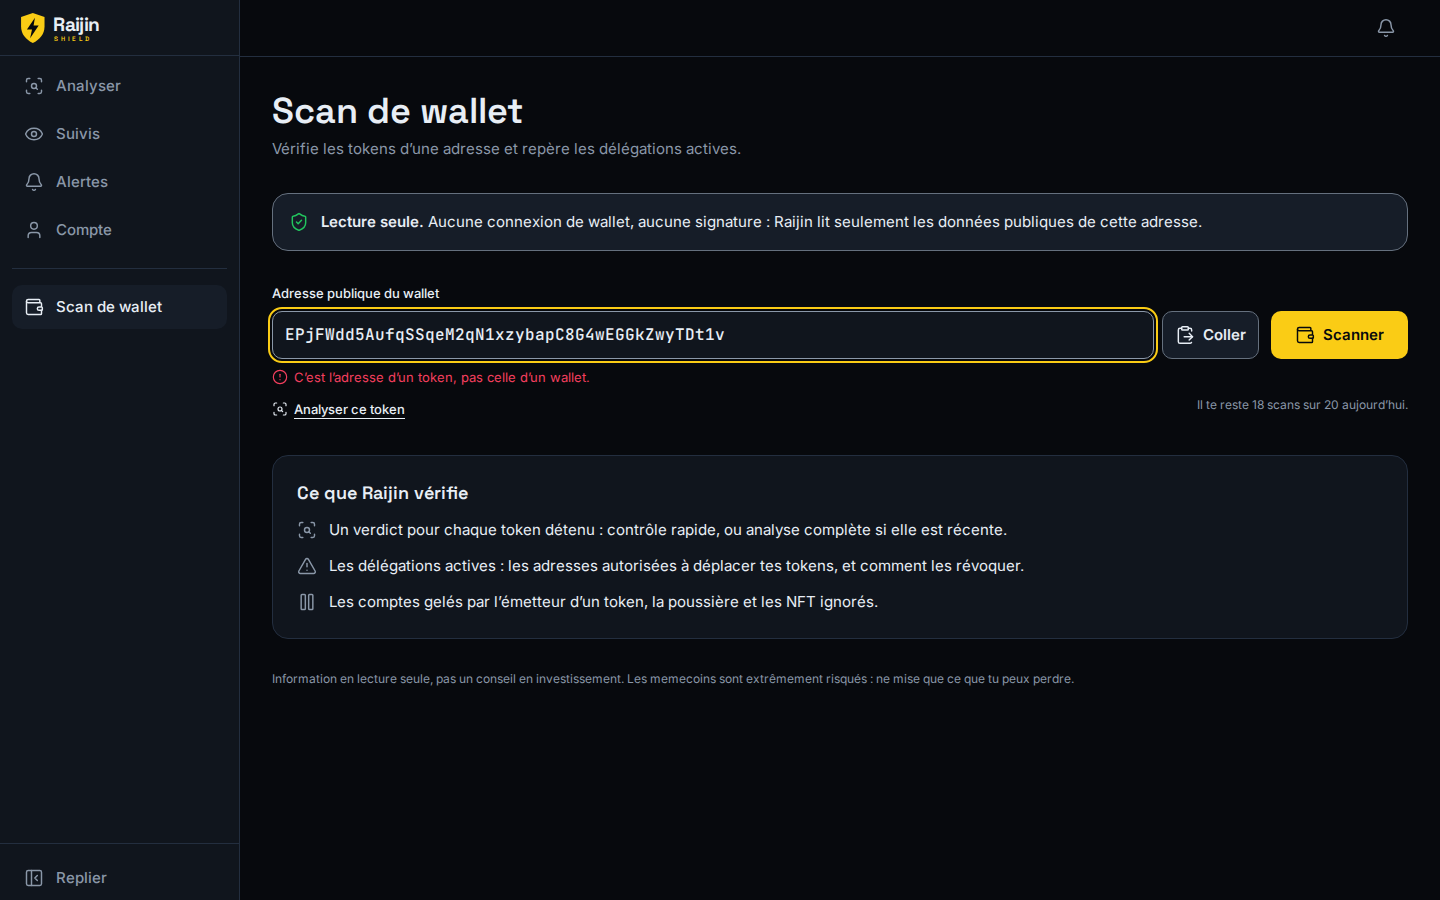 Raijin
SHIELD
Analyser
Suivis
Alertes
Compte
Scan de wallet
Replier
Scan de wallet
Vérifie les tokens d’une adresse et repère les délégations actives.
Lecture seule. Aucune connexion de wallet, aucune signature : Raijin lit seulement les données publiques de cette adresse.
Adresse publique du wallet
EPjFWdd5AufqSSqeM2qN1xzybapC8G4wEGGkZwyTDt1v
Coller
Scanner
C’est l’adresse d’un token, pas celle d’un wallet.
Analyser ce token
Il te reste 18 scans sur 20 aujourd’hui.
Ce que Raijin vérifie
Un verdict pour chaque token détenu : contrôle rapide, ou analyse complète si elle est récente.
Les délégations actives : les adresses autorisées à déplacer tes tokens, et comment les révoquer.
Les comptes gelés par l’émetteur d’un token, la poussière et les NFT ignorés.
Information en lecture seule, pas un conseil en investissement. Les memecoins sont extrêmement risqués : ne mise que ce que tu peux perdre.